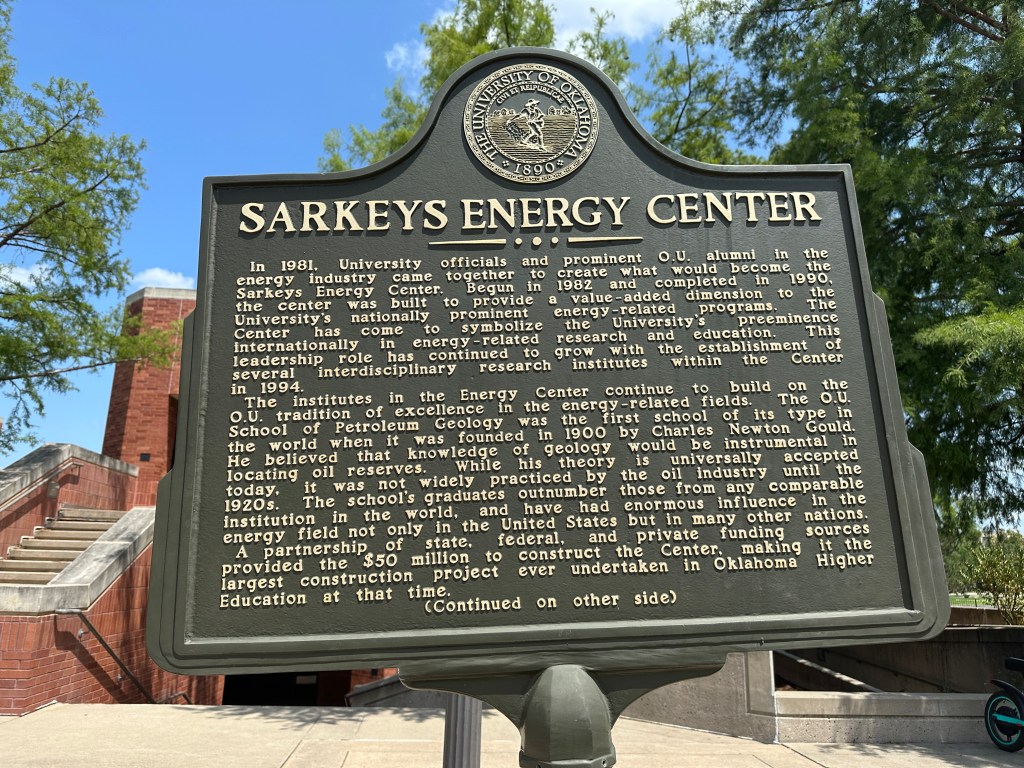 THE UNIVERSITY OF OKLAHOMA
CIVI ET REIPUBLICAE
1890
SARKEYS ENERGY CENTER
In 1981, University officials and prominent O.U. alumni in the
energy industry came together to create what would become the
Sarkeys Energy Center. Begun in 1982 and completed in 1990,
the center was built to provide a value-added dimension to the
University's nationally prominent energy-related programs. The
Center has come to symbolize the University's preeminence
internationally in energy-related research and education. This
leadership role has continued to grow with the establishment of
several interdisciplinary research institutes within the Center
in 1994.
The institutes in the Energy Center continue to build on the
O.U. tradition of excellence in the energy-related fields. The O.U.
School of Petroleum Geology was the first school of its type in
the world when it was founded in 1900 by Charles Newton Gould.
He believed that knowledge of geology would be instrumental in
locating oil reserves. While his theory is universally accepted
today, it was not widely practiced by the oil industry until the
1920s. The school's graduates outnumber those from any comparable
institution in the world, and have had enormous influence in the
energy field not only in the United States but in many other nations.
A partnership of state, federal, and private funding sources
provided the $50 million to construct the Center, making it the
largest construction project ever undertaken in Oklahoma Higher
Education at that time.
(Continued on other side)